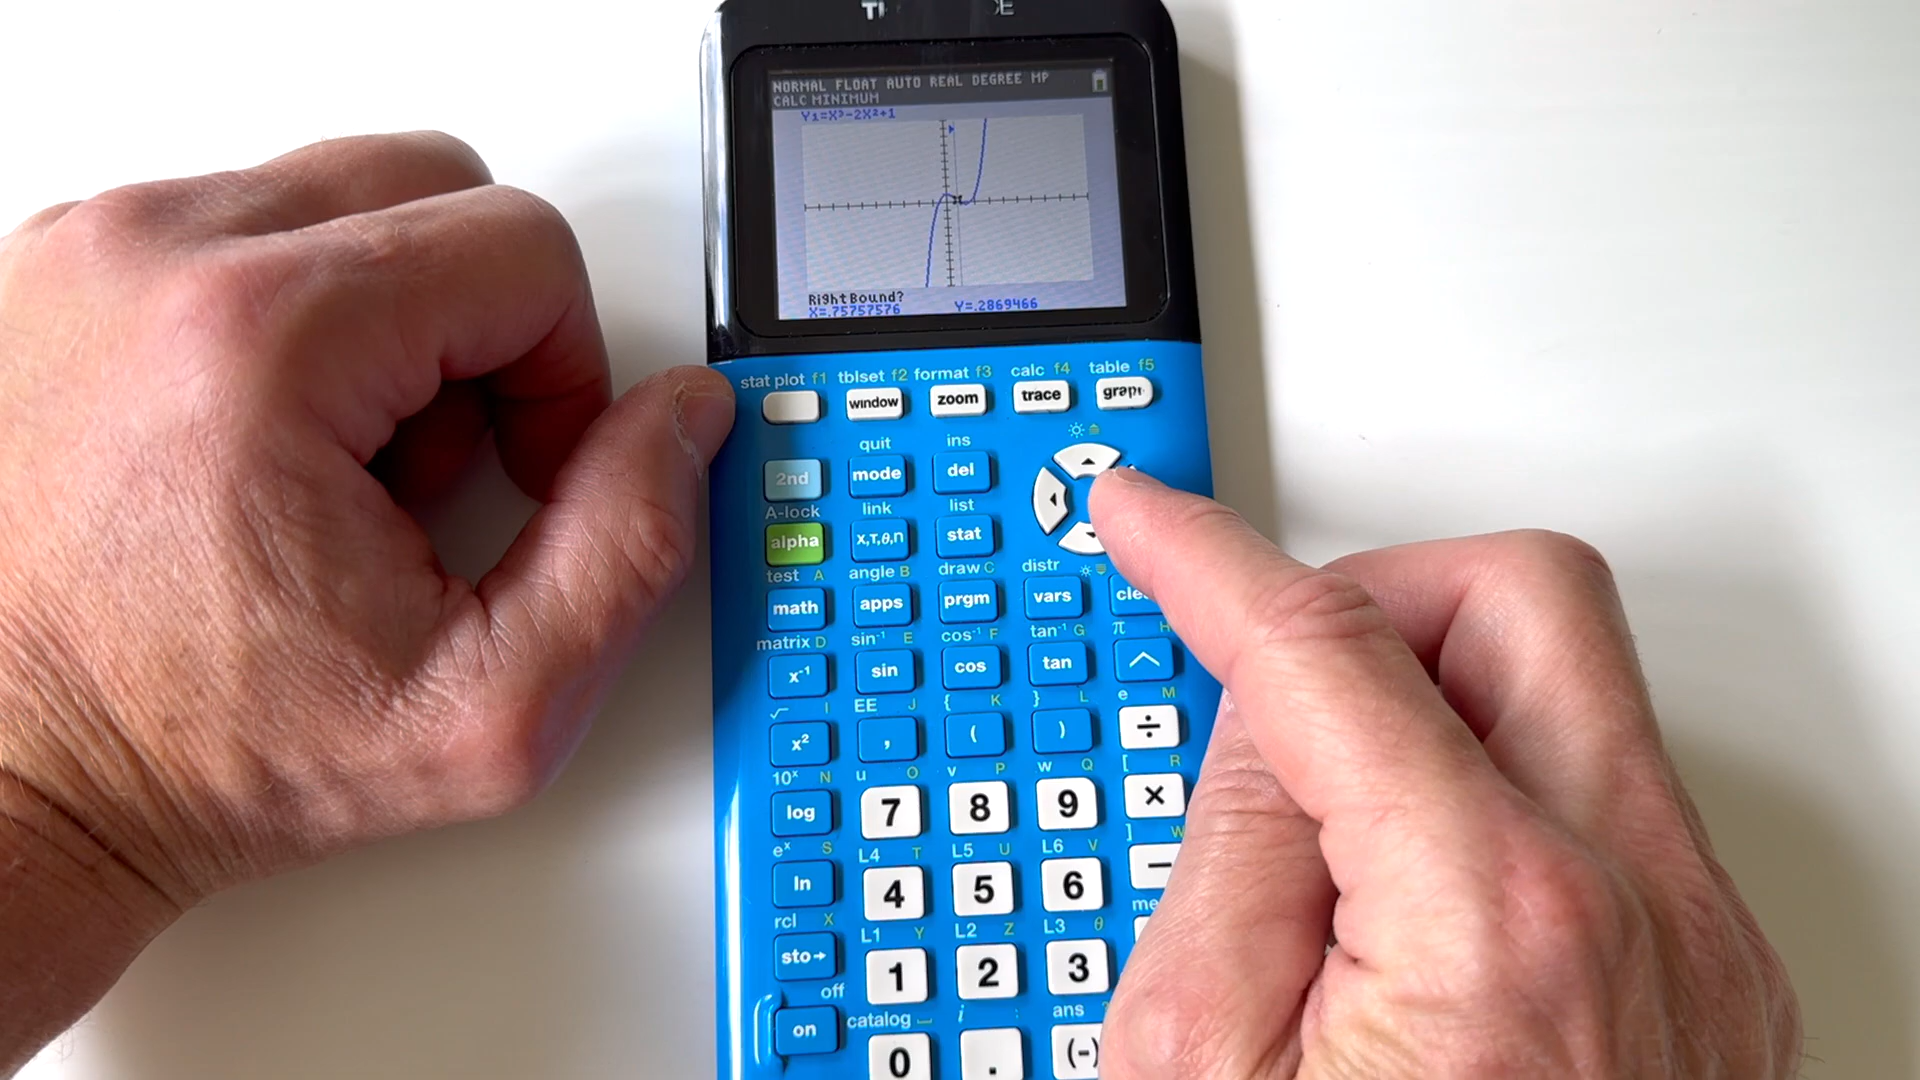 NORMAL FLOAT AUTO REAL DEGREE MP
CALC MINIMUM
Y₁=X³-2X²+1
Right Bound?
X=.75757576 Y=.2869466
stat plot f1 tblset f2 format f3 calc f4 table f5
window zoom trace graph
quit ins
2nd mode del
A-lock link list
alpha x,T,θ,n stat
test A angle B draw C distr
math apps prgm vars
matrix D sin⁻¹ E cos⁻¹ F tan⁻¹ G π H
x⁻¹ sin cos tan ^
√ I EE J { K } L e M
x² , ( ) ÷
10ˣ N u O v P w Q [ R
log 7 8 9 ×
eˣ S L4 T L5 U L6 V ] W
ln 4 5 6 −
rcl X L1 Y L2 Z L3 θ
sto→ 1 2 3
off catalog i : ans
on 0 . (-)